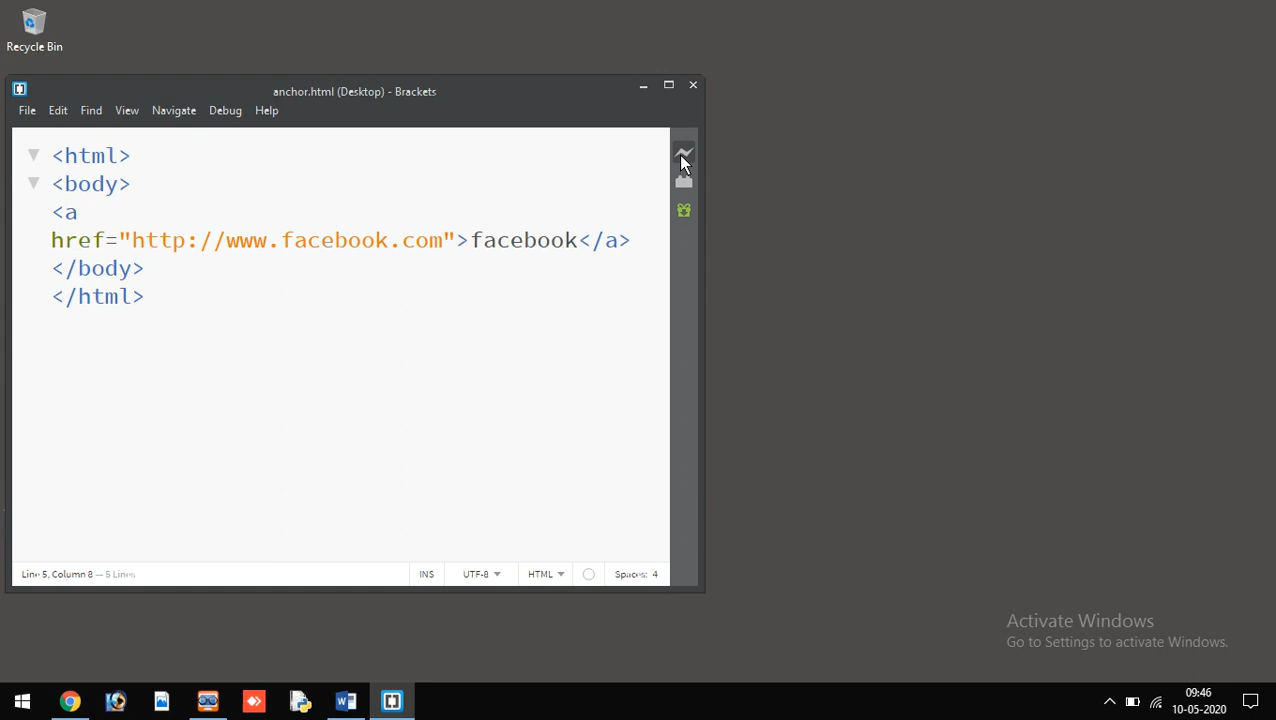 Recycle Bin
anchor.html (Desktop) - Brackets
File Edit Find View Navigate Debug Help
<html>
<body>
<a
href="http://www.facebook.com">facebook</a>
</body>
</html>
Line 5, Column 8 — 5 Lines INS UTF-8 HTML Spaces: 4
Activate Windows
Go to Settings to activate Windows.
09:46
10-05-2020